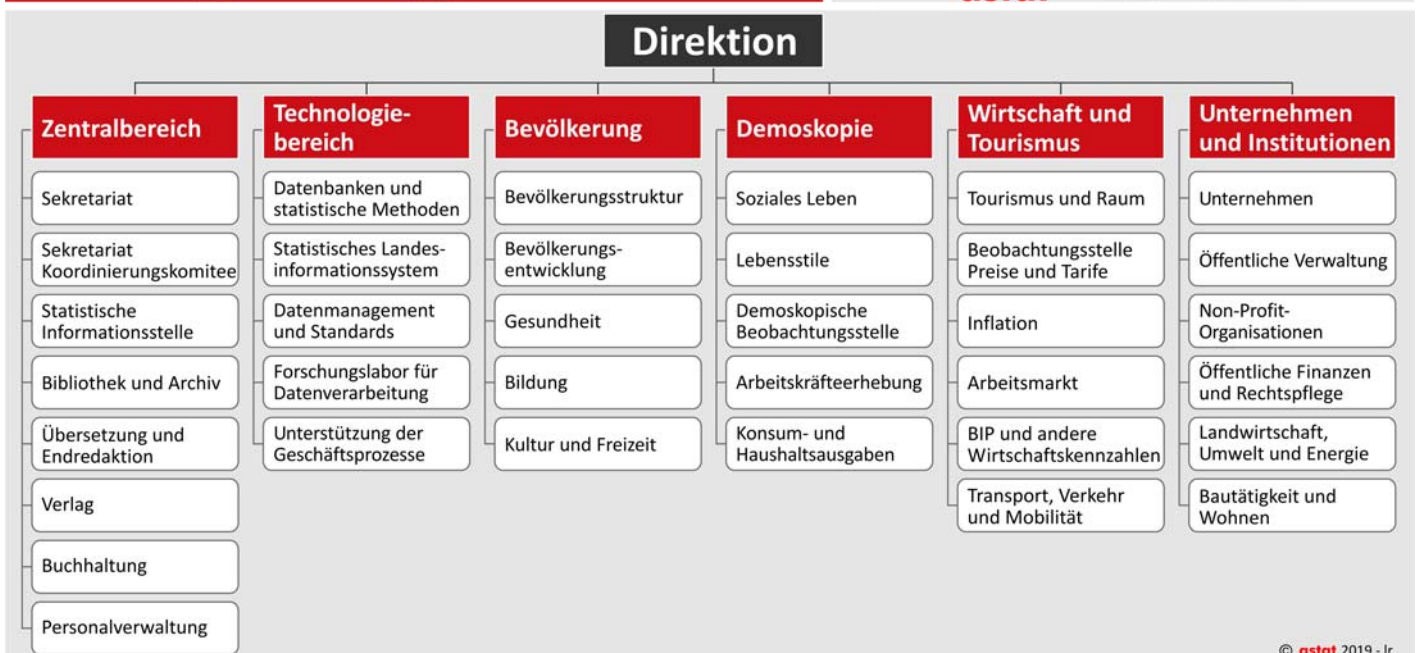 Direktion
Zentralbereich
Sekretariat
Sekretariat
Koordinierungskomitee
Statistische
Informationsstelle
Bibliothek und Archiv
Übersetzung und
Endredaktion
Verlag
Buchhaltung
Personalverwaltung
Technologie-
bereich
Datenbanken und
statistische Methoden
Statistisches Landes-
informationssystem
Datenmanagement
und Standards
Forschungslabor für
Datenverarbeitung
Unterstützung der
Geschäftsprozesse
Bevölkerung
Bevölkerungsstruktur
Bevölkerungs-
entwicklung
Gesundheit
Bildung
Kultur und Freizeit
Demoskopie
Soziales Leben
Lebensstile
Demoskopische
Beobachtungsstelle
Arbeitskräfteerhebung
Konsum- und
Haushaltsausgaben
Wirtschaft und
Tourismus
Tourismus und Raum
Beobachtungsstelle
Preise und Tarife
Inflation
Arbeitsmarkt
BIP und andere
Wirtschaftskennzahlen
Transport, Verkehr
und Mobilität
Unternehmen
und Institutionen
Unternehmen
Öffentliche Verwaltung
Non-Profit-
Organisationen
Öffentliche Finanzen
und Rechtspflege
Landwirtschaft,
Umwelt und Energie
Bautätigkeit und
Wohnen
© astat 2019 - lr